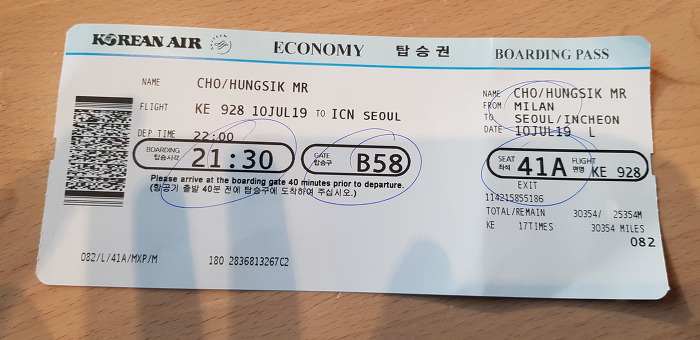 KOREAN AIR
ECONOMY 탑승권 BOARDING PASS
NAME CHO/HUNGSIK MR
FLIGHT KE 928 10JUL19 TO ICN SEOUL
DEP TIME 22:00
BOARDING 탑승시각 21:30
GATE 탑승구 B58
Please arrive at the boarding gate 40 minutes prior to departure.
(항공기 출발 40분 전에 탑승구에 도착하여 주십시오.)
082/L/41A/MXP/M 180 2836813267C2
NAME CHO/HUNGSIK MR
FROM MILAN
TO SEOUL/INCHEON
DATE 10JUL19 L
SEAT 좌석 41A FLIGHT 편명 KE 928
EXIT
114215855186
TOTAL/REMAIN 30354/ 25354M
KE 17TIMES 30354 MILES
082